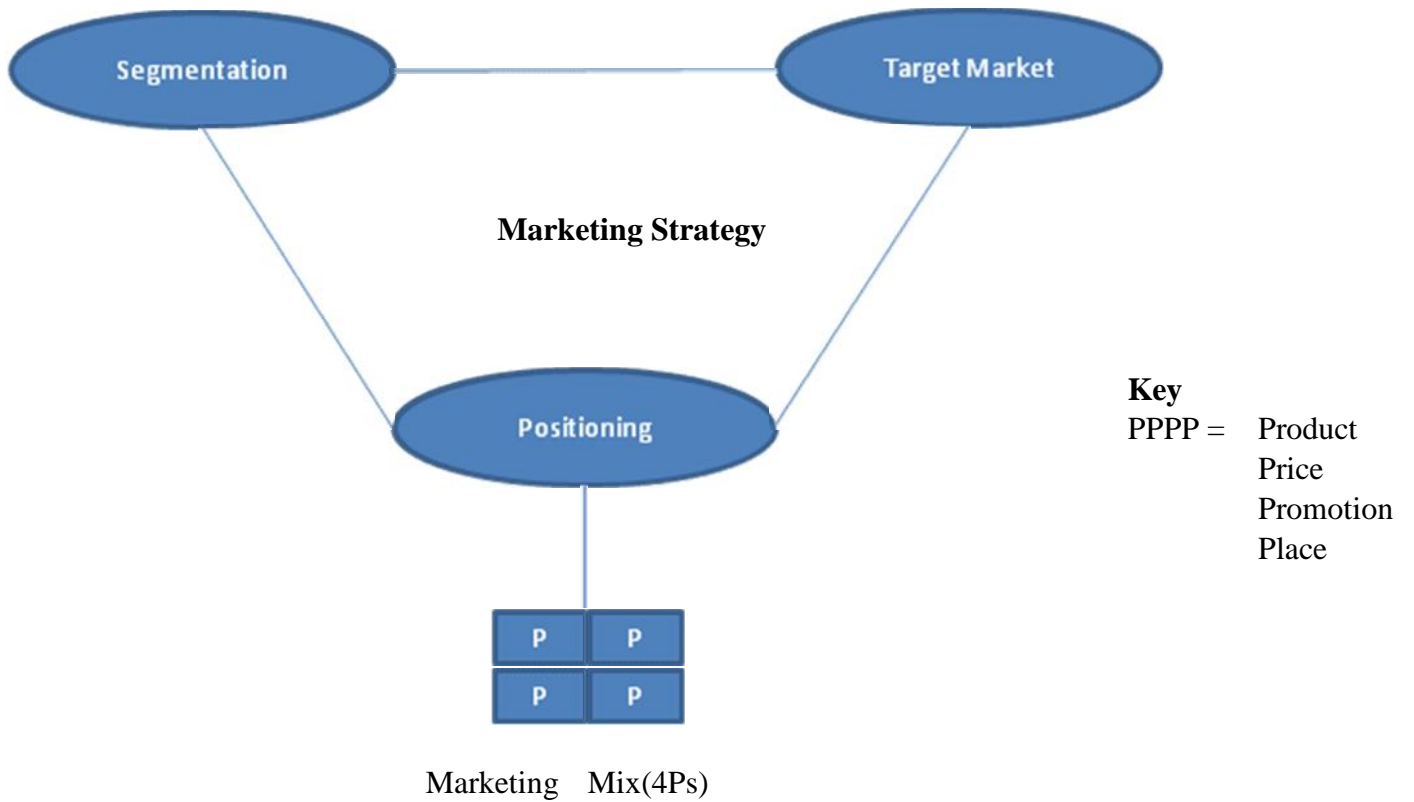 Segmentation
Target Market
Marketing Strategy
Positioning
Key
PPPP = Product
Price
Promotion
Place
P P
P P
Marketing Mix(4Ps)